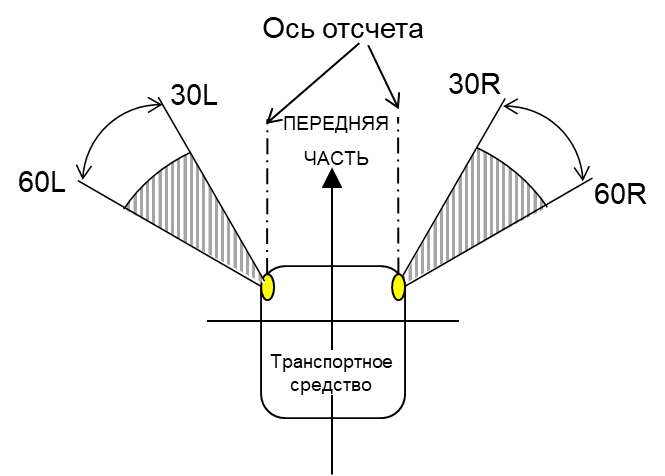 Ось отсчета
30L
30R
ПЕРЕДНЯЯ
ЧАСТЬ
60L
60R
Транспортное
средство